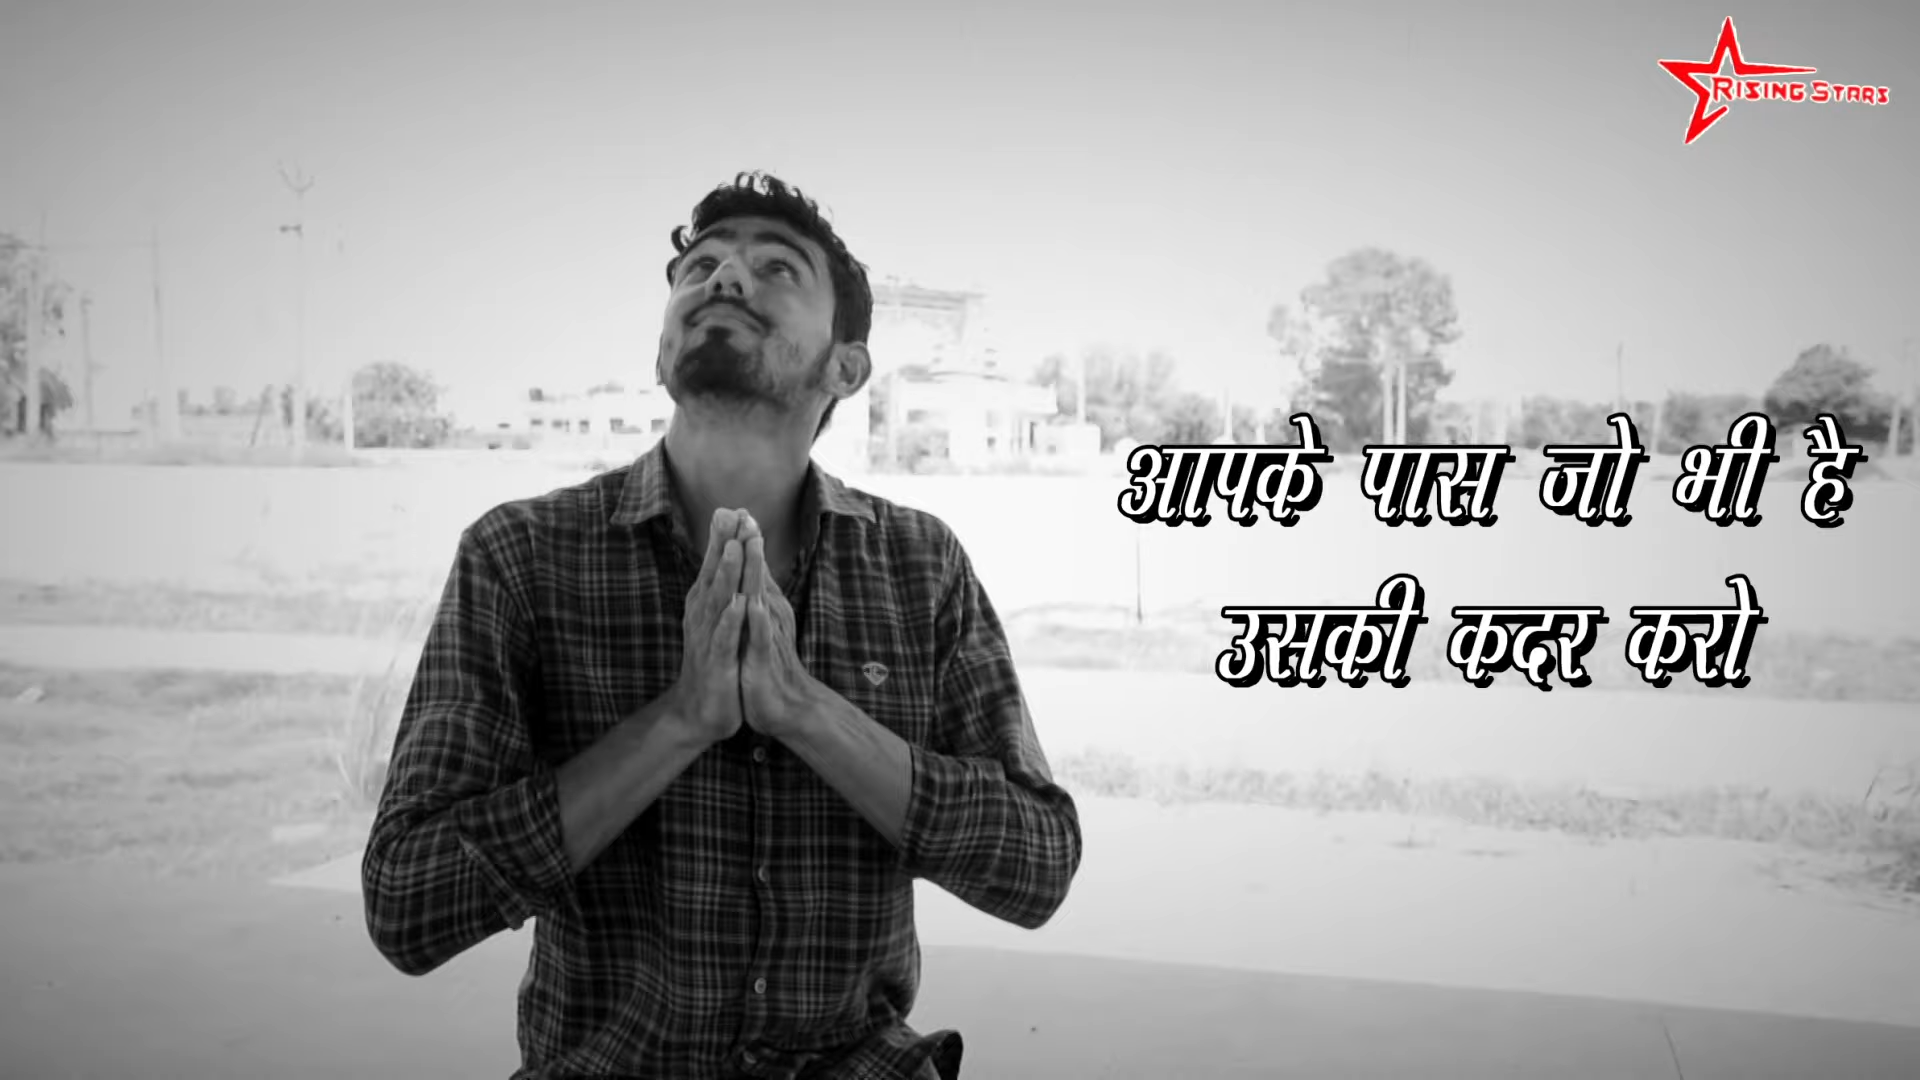 RISING STARS
आपके पास जो भी है
उसकी कदर करो